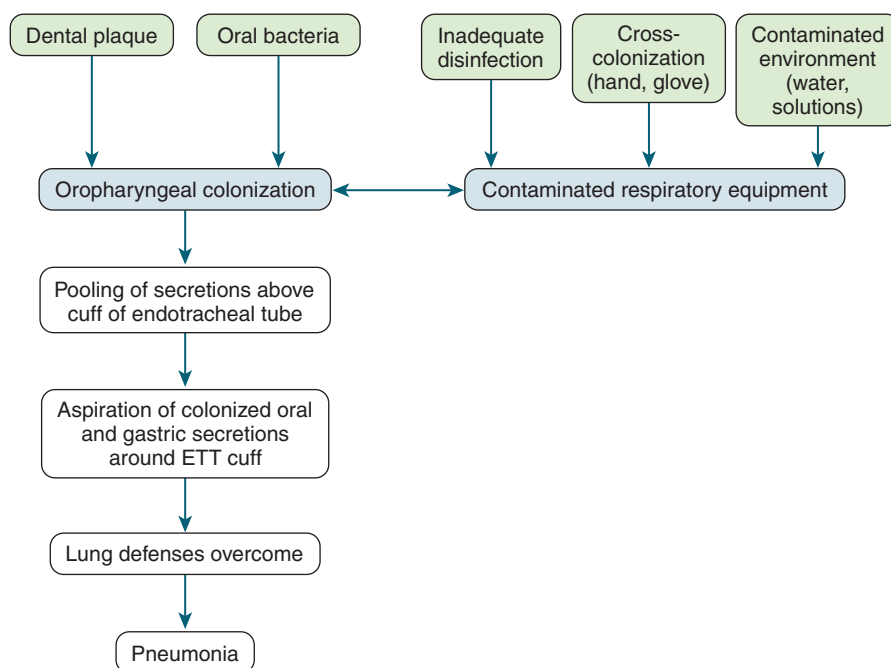 Dental plaque
Oral bacteria
Inadequate
disinfection
Cross-
colonization
(hand, glove)
Contaminated
environment
(water,
solutions)
Oropharyngeal colonization
Contaminated respiratory equipment
Pooling of secretions above
cuff of endotracheal tube
Aspiration of colonized oral
and gastric secretions
around ETT cuff
Lung defenses overcome
Pneumonia